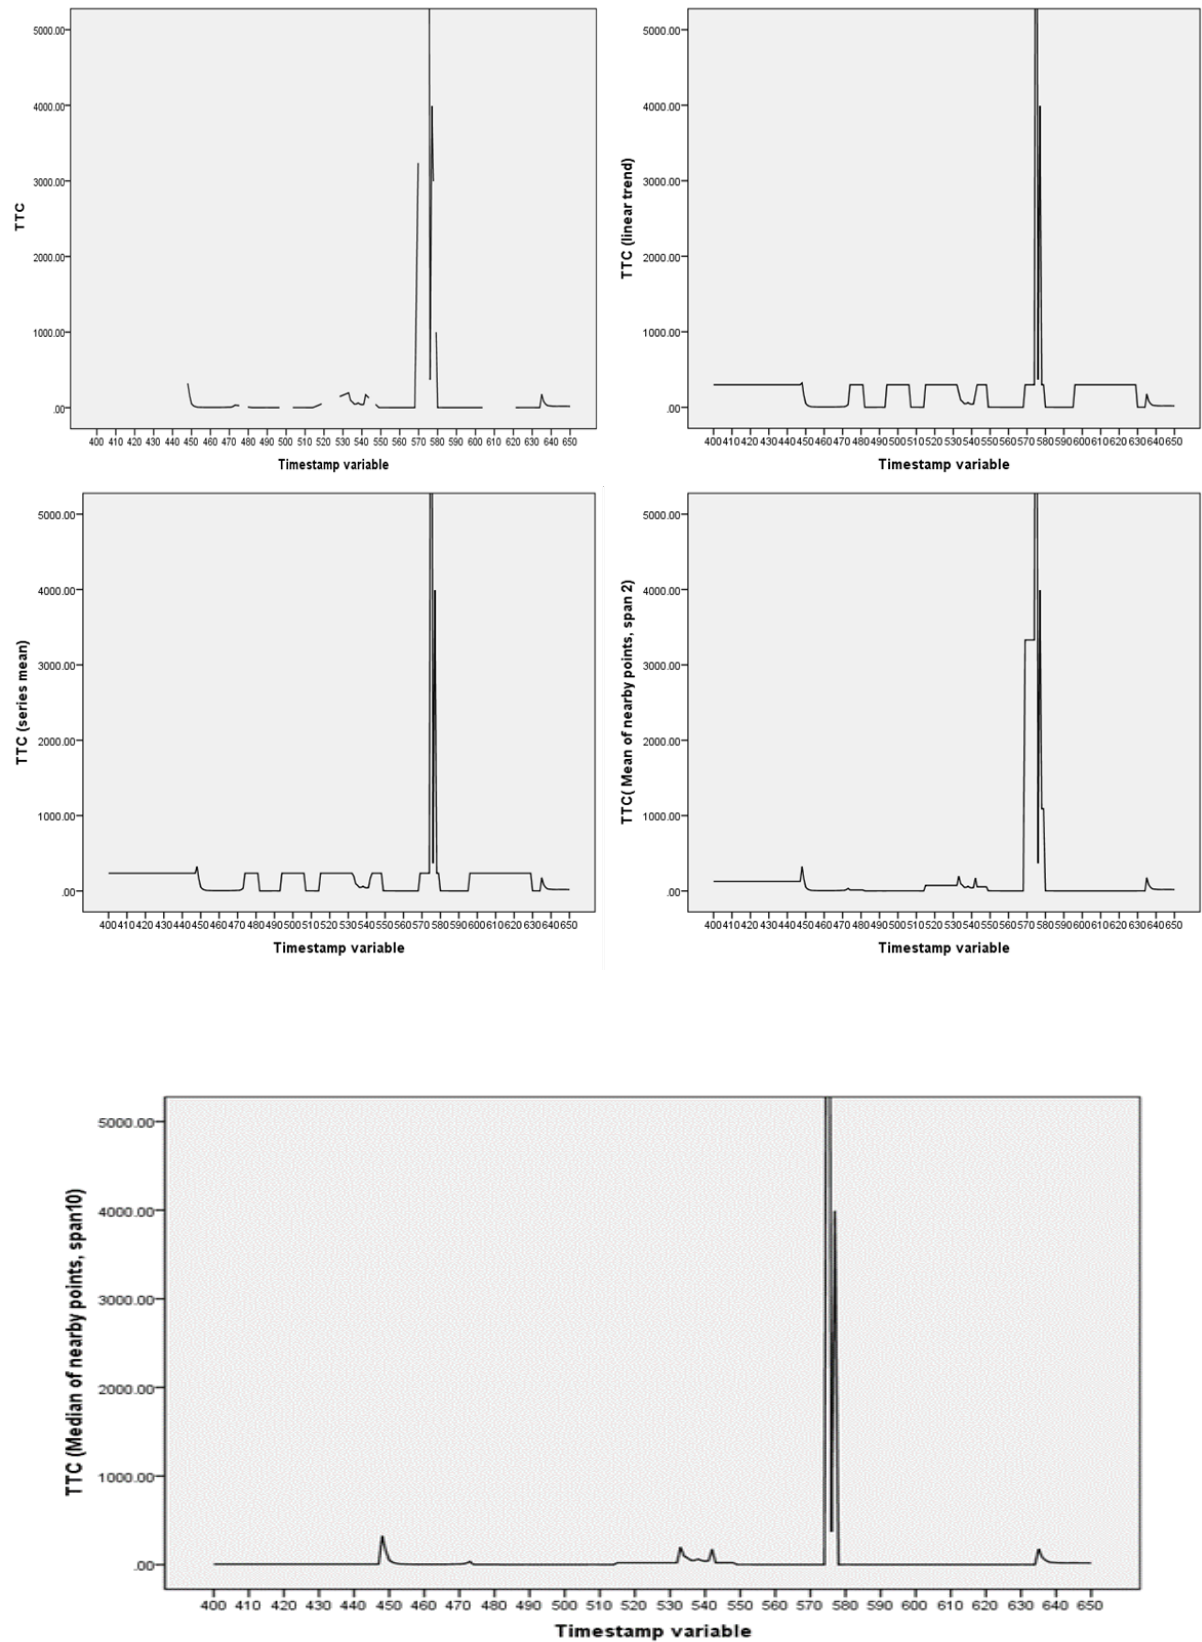 5000.00
4000.00
3000.00
2000.00
1000.00
.00
TTC
400 410 420 430 440 450 460 470 480 490 500 510 520 530 540 550 560 570 580 590 600 610 620 630 640 650
Timestamp variable
5000.00
4000.00
3000.00
2000.00
1000.00
.00
TTC (linear trend)
400 410 420 430 440 450 460 470 480 490 500 510 520 530 540 550 560 570 580 590 600 610 620 630 640 650
Timestamp variable
5000.00
4000.00
3000.00
2000.00
1000.00
.00
TTC (series mean)
400 410 420 430 440 450 460 470 480 490 500 510 520 530 540 550 560 570 580 590 600 610 620 630 640 650
Timestamp variable
5000.00
4000.00
3000.00
2000.00
1000.00
.00
TTC( Mean of nearby points, span 2)
400 410 420 430 440 450 460 470 480 490 500 510 520 530 540 550 560 570 580 590 600 610 620 630 640 650
Timestamp variable
5000.00
4000.00
3000.00
2000.00
1000.00
.00
TTC (Median of nearby points, span10)
400 410 420 430 440 450 460 470 480 490 500 510 520 530 540 550 560 570 580 590 600 610 620 630 640 650
Timestamp variable